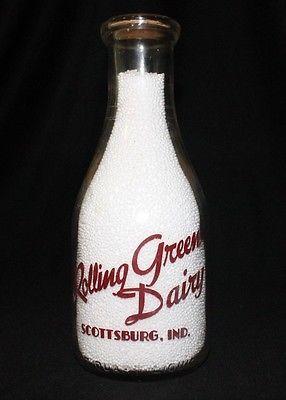 Rolling Green
Dairy
SCOTTSBURG, IND.